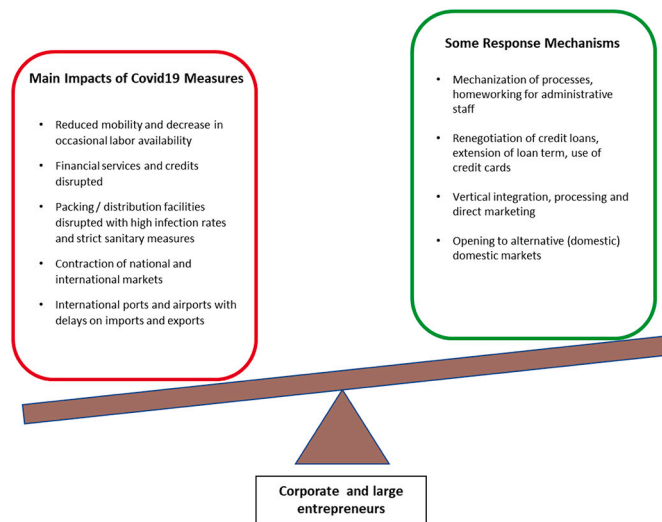 Main Impacts of Covid19 Measures
• Reduced mobility and decrease in
occasional labor availability
• Financial services and credits
disrupted
• Packing / distribution facilities
disrupted with high infection rates
and strict sanitary measures
• Contraction of national and
international markets
• International ports and airports with
delays on imports and exports
Some Response Mechanisms
• Mechanization of processes,
homeworking for administrative
staff
• Renegotiation of credit loans,
extension of loan term, use of
credit cards
• Vertical integration, processing and
direct marketing
• Opening to alternative (domestic)
domestic markets
Corporate and large
entrepreneurs